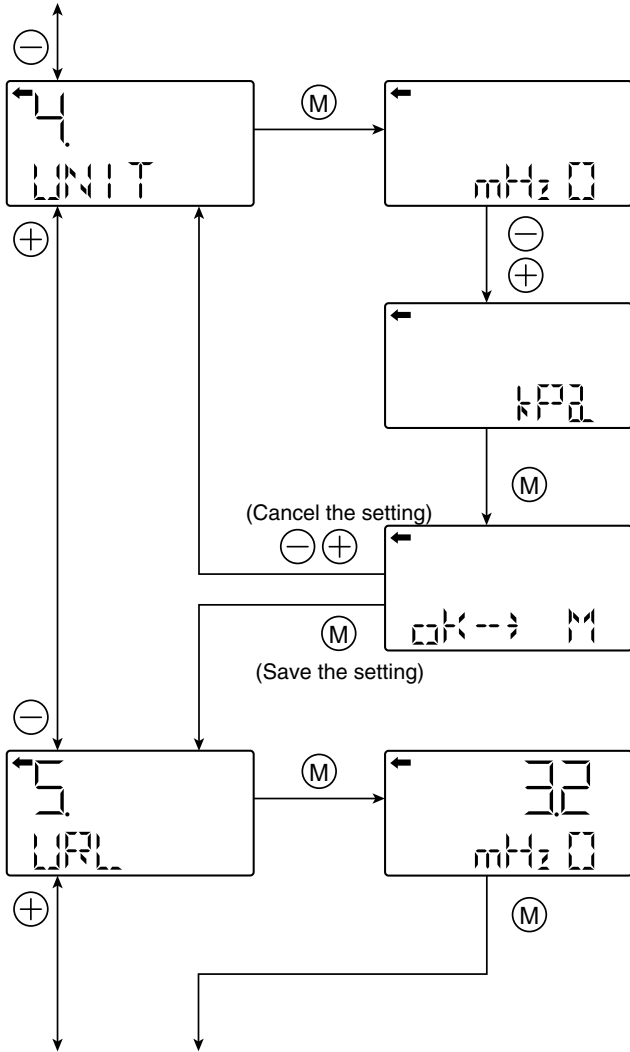 −
4.
UNIT
M
mH2O
+
−
+
kPa
M
(Cancel the setting)
− +
oK--> M
M
(Save the setting)
−
5.
URL
M
3.2
mH2O
+
M